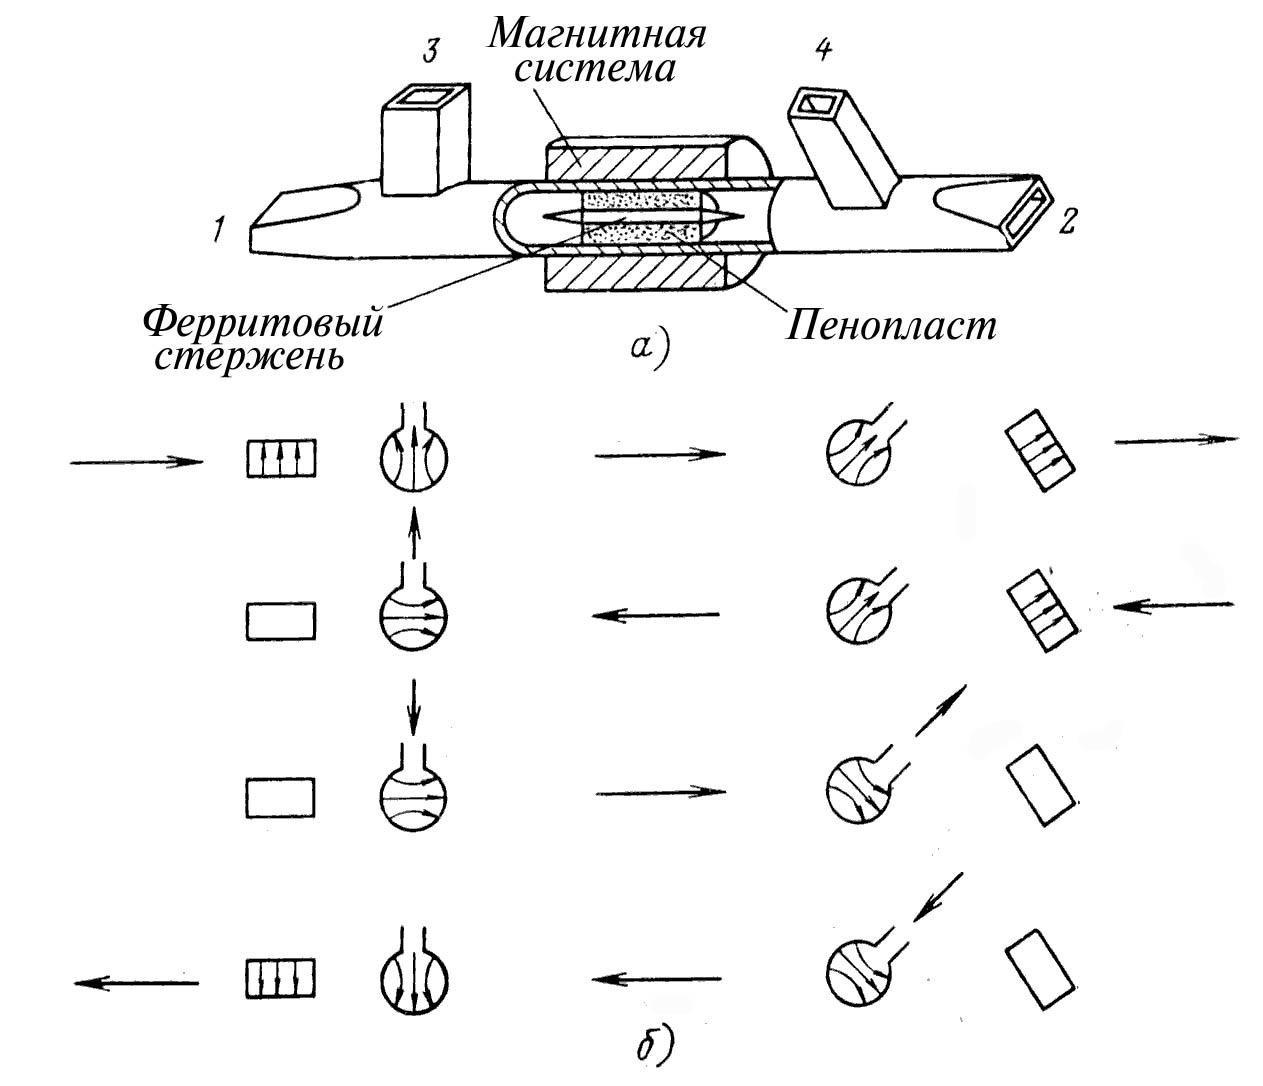 3
Магнитная
система
4
1
2
Ферритовый
стержень
Пенопласт
а)
б)